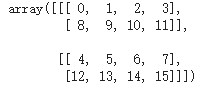 array([[[ 0, 1, 2, 3],
[ 8, 9, 10, 11]],
[[ 4, 5, 6, 7],
[12, 13, 14, 15]]])